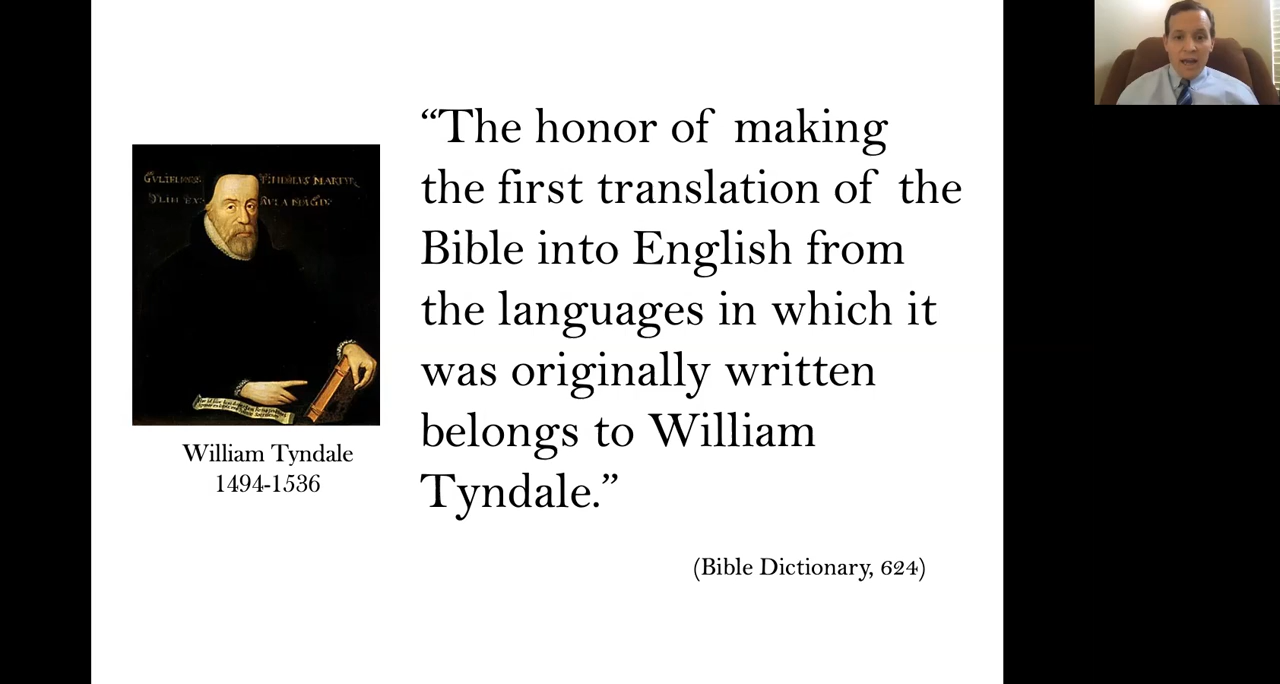 “The honor of making
the first translation of the
Bible into English from
the languages in which it
was originally written
belongs to William
Tyndale.”
(Bible Dictionary, 624)
William Tyndale
1494-1536